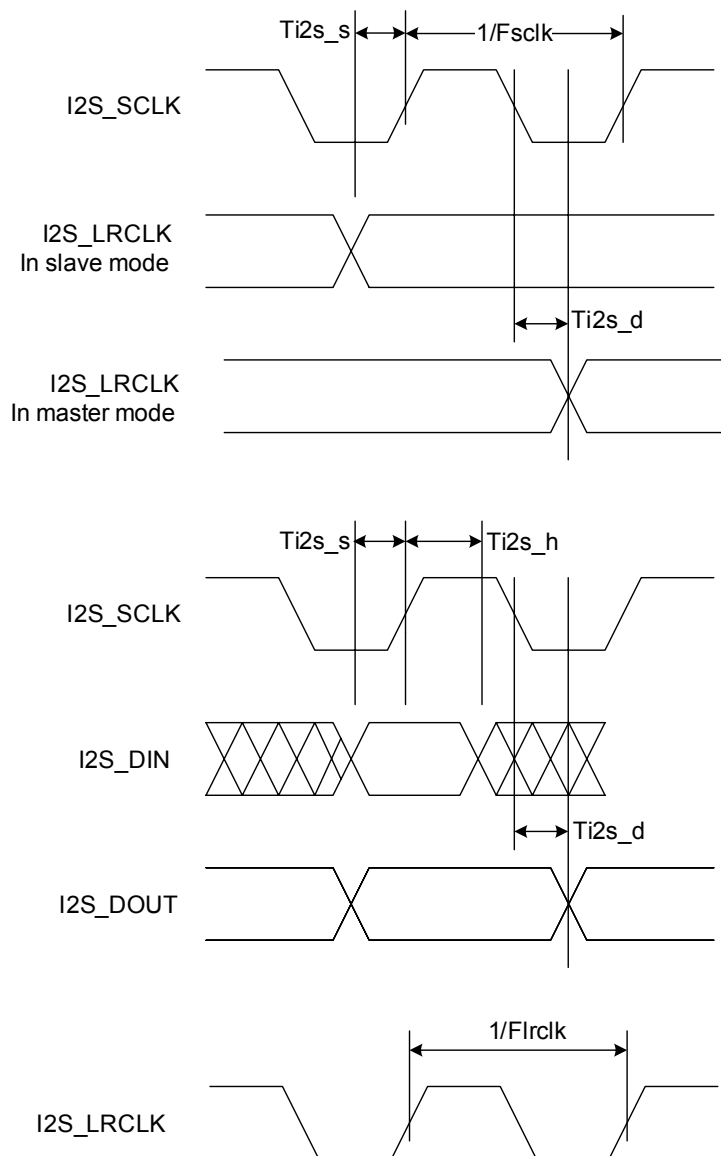 Ti2s_s
1/Fsclk
I2S_SCLK
I2S_LRCLK
In slave mode
Ti2s_d
I2S_LRCLK
In master mode
Ti2s_s
Ti2s_h
I2S_SCLK
I2S_DIN
Ti2s_d
I2S_DOUT
1/Flrclk
I2S_LRCLK